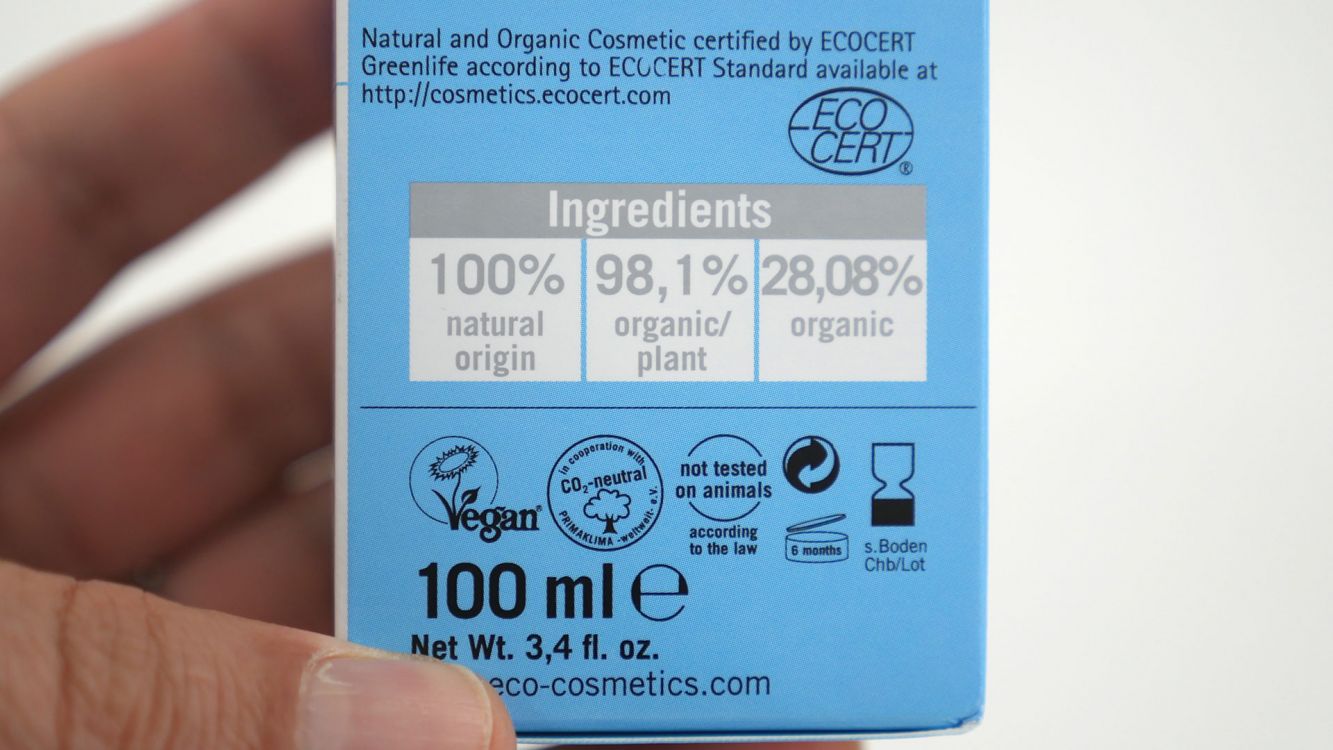 Natural and Organic Cosmetic certified by ECOCERT
Greenlife according to ECOCERT Standard available at
http://cosmetics.ecocert.com
ECO
CERT
®
Ingredients
100%
natural
origin
98,1%
organic/
plant
28,08%
organic
Vegan®
in cooperation with
CO₂-neutral
PRIMAKLIMA -weltweit- e.V.
not tested
on animals
according
to the law
6 months
s.Boden
Chb/Lot
100 ml ℮
Net Wt. 3,4 fl. oz.
eco-cosmetics.com